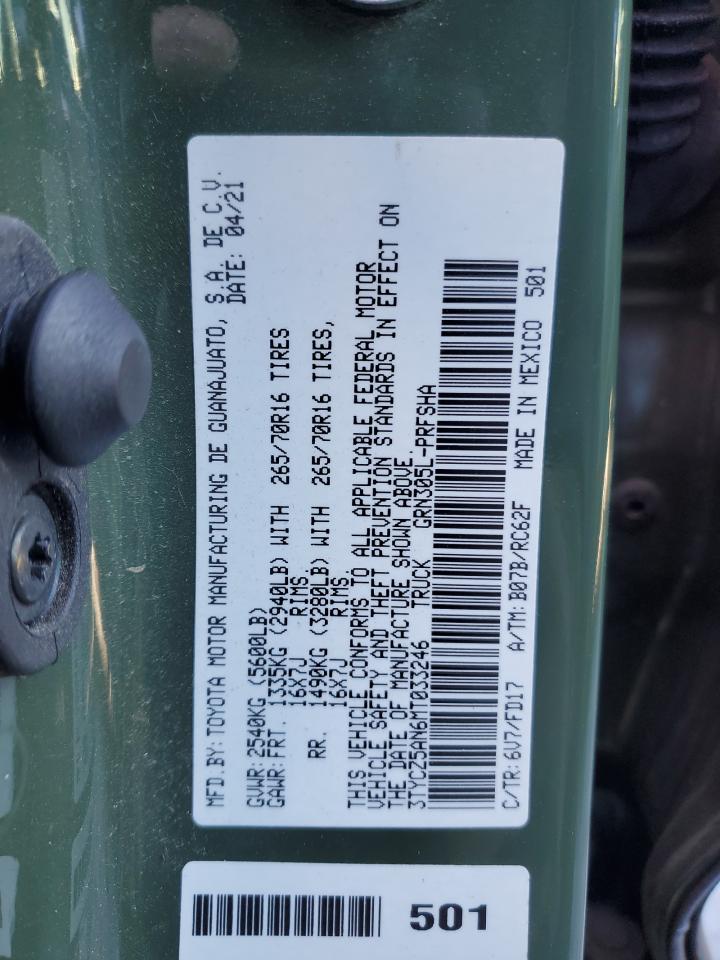 MFD.BY: TOYOTA MOTOR MANUFACTURING DE GUANAJUATO, S.A. DE C.V.
DATE: 04/21
GVWR: 2540KG (5600LB)
GAWR: FRT. 1335KG (2940LB) WITH 265/70R16 TIRES
16X7J RIMS,
RR. 1490KG (3280LB) WITH 265/70R16 TIRES,
16X7J RIMS.
THIS VEHICLE CONFORMS TO ALL APPLICABLE FEDERAL MOTOR
VEHICLE SAFETY AND THEFT PREVENTION STANDARDS IN EFFECT ON
THE DATE OF MANUFACTURE SHOWN ABOVE.
3TYCZ5AN6MT033246 TRUCK GRN305L-PRFSHA
C/TR: 6V7/FD17 A/TM: B07B/RC62F MADE IN MEXICO 501
501